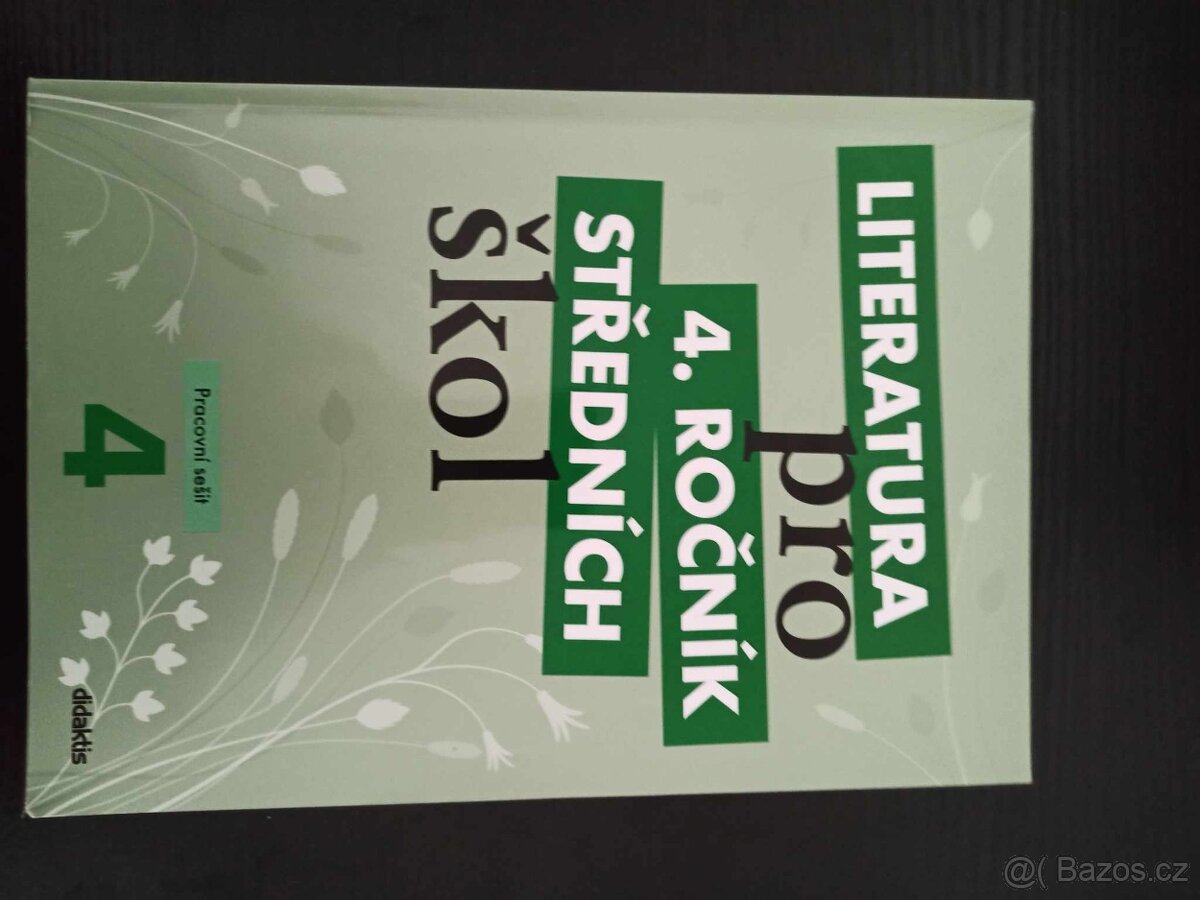 LITERATURA
pro
4. ROČNÍK
STŘEDNÍCH
škol
Pracovní sešit
4
didaktis
@( Bazos.cz